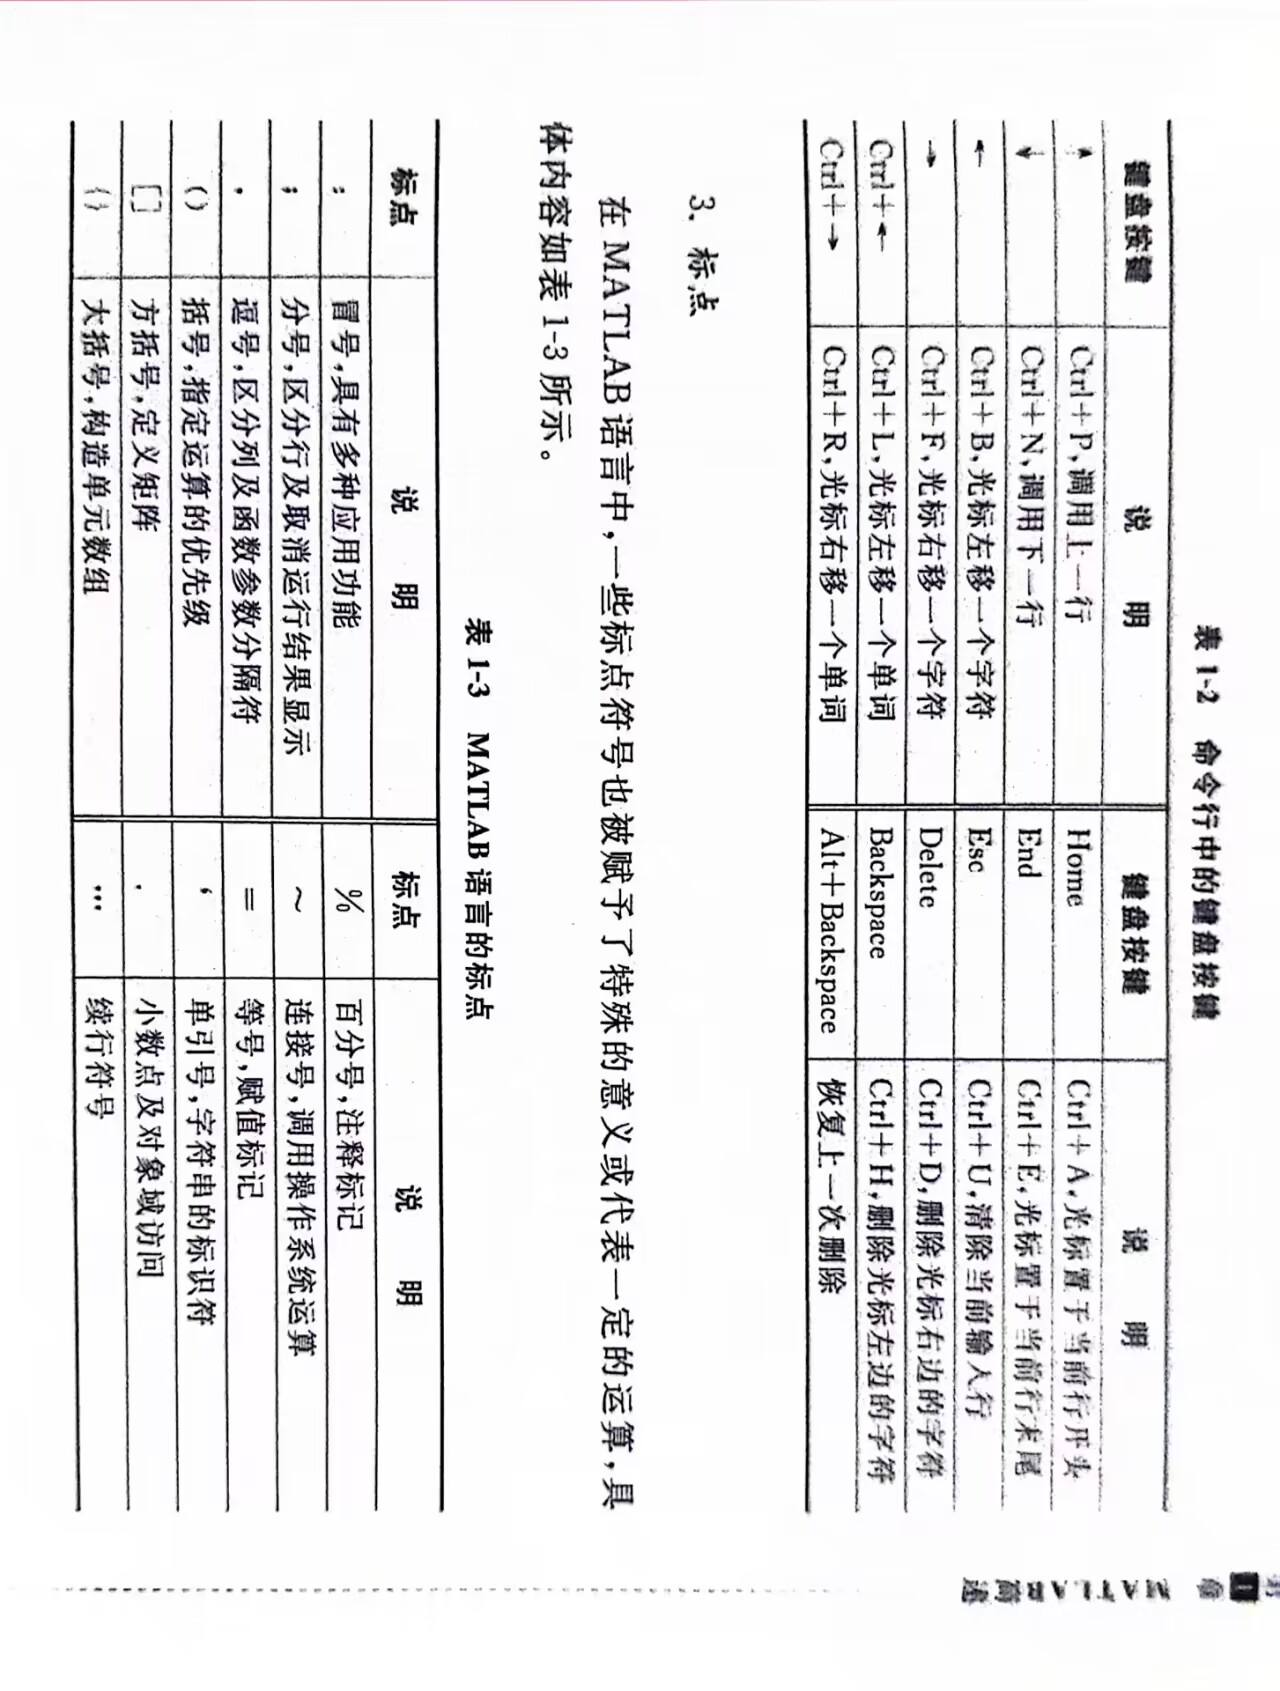 第1章 MATLAB简述
表 1-2 命令行中的键盘按键
键盘按键 说 明 键盘按键 说 明
↑ Ctrl+P,调用上一行 Home Ctrl+A,光标置于当前行开头
↓ Ctrl+N,调用下一行 End Ctrl+E,光标置于当前行末尾
← Ctrl+B,光标左移一个字符 Esc Ctrl+U,清除当前输入行
→ Ctrl+F,光标右移一个字符 Delete Ctrl+D,删除光标右边的字符
Ctrl+← Ctrl+L,光标左移一个单词 Backspace Ctrl+H,删除光标左边的字符
Ctrl+→ Ctrl+R,光标右移一个单词 Alt+Backspace 恢复上一次删除
3. 标点
在 MATLAB 语言中,一些标点符号也被赋予了特殊的意义或代表一定的运算,具
体内容如表 1-3 所示。
表 1-3 MATLAB 语言的标点
标点 说 明 标点 说 明
: 冒号,具有多种应用功能 % 百分号,注释标记
; 分号,区分行及取消运行结果显示 ~ 连接号,调用操作系统运算
, 逗号,区分列及函数参数分隔符 = 等号,赋值标记
() 括号,指定运算的优先级 ‘ 单引号,字符串的标识符
[] 方括号,定义矩阵 . 小数点及对象域访问
{} 大括号,构造单元数组 … 续行符号